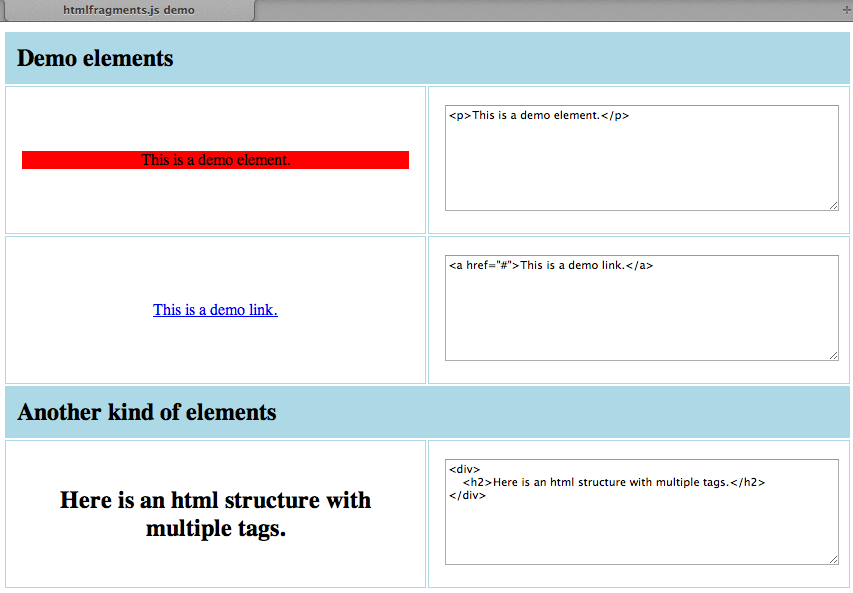 htmlfragments.js demo
Demo elements
This is a demo element.
<p>This is a demo element.</p>
This is a demo link.
<a href="#">This is a demo link.</a>
Another kind of elements
Here is an html structure with
multiple tags.
<div>
    <h2>Here is an html structure with multiple tags.</h2>
</div>